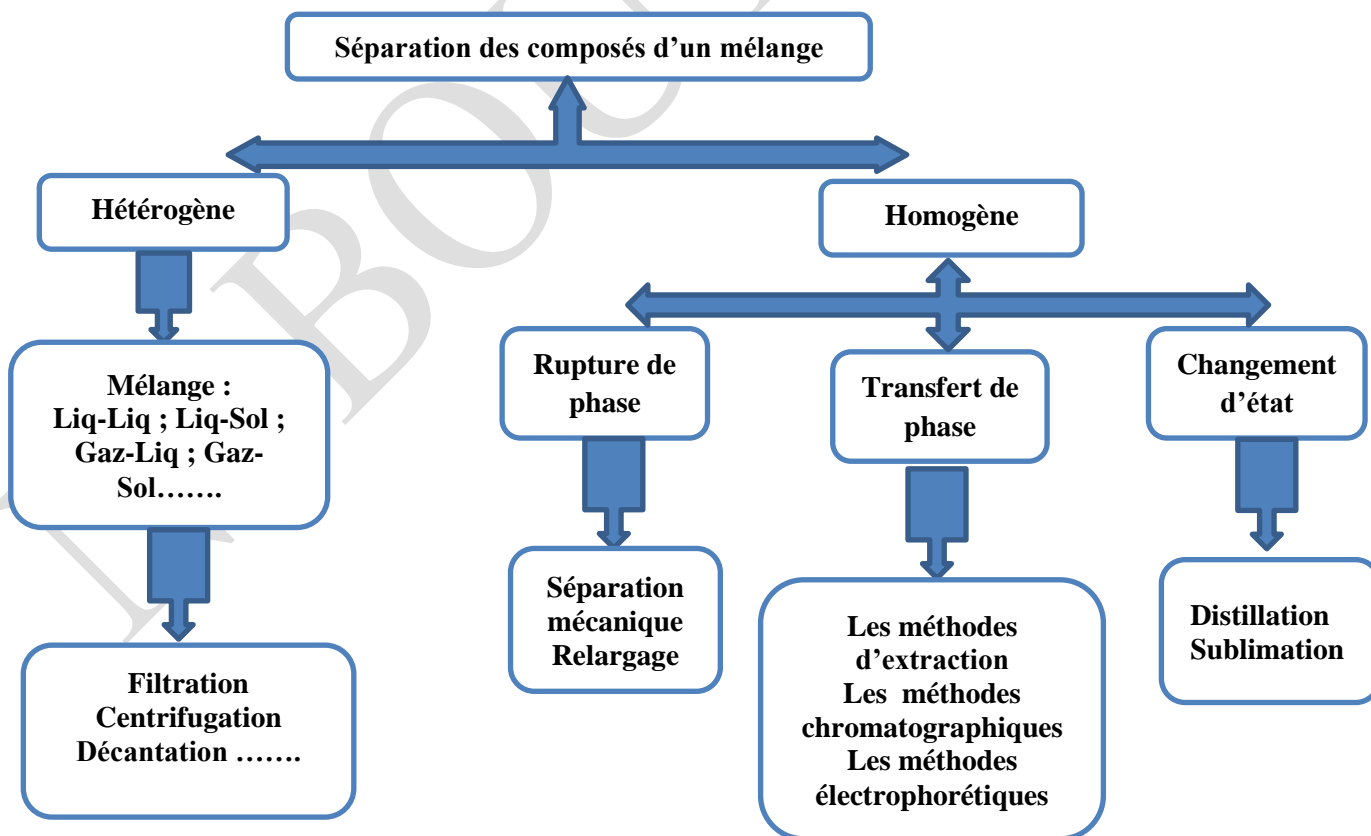 Séparation des composés d’un mélange
Hétérogène
Homogène
Mélange :
Liq-Liq ; Liq-Sol ;
Gaz-Liq ; Gaz-
Sol…….
Filtration
Centrifugation
Décantation …….
Rupture de
phase
Séparation
mécanique
Relargage
Transfert de
phase
Les méthodes
d’extraction
Les méthodes
chromatographiques
Les méthodes
électrophorétiques
Changement
d’état
Distillation
Sublimation